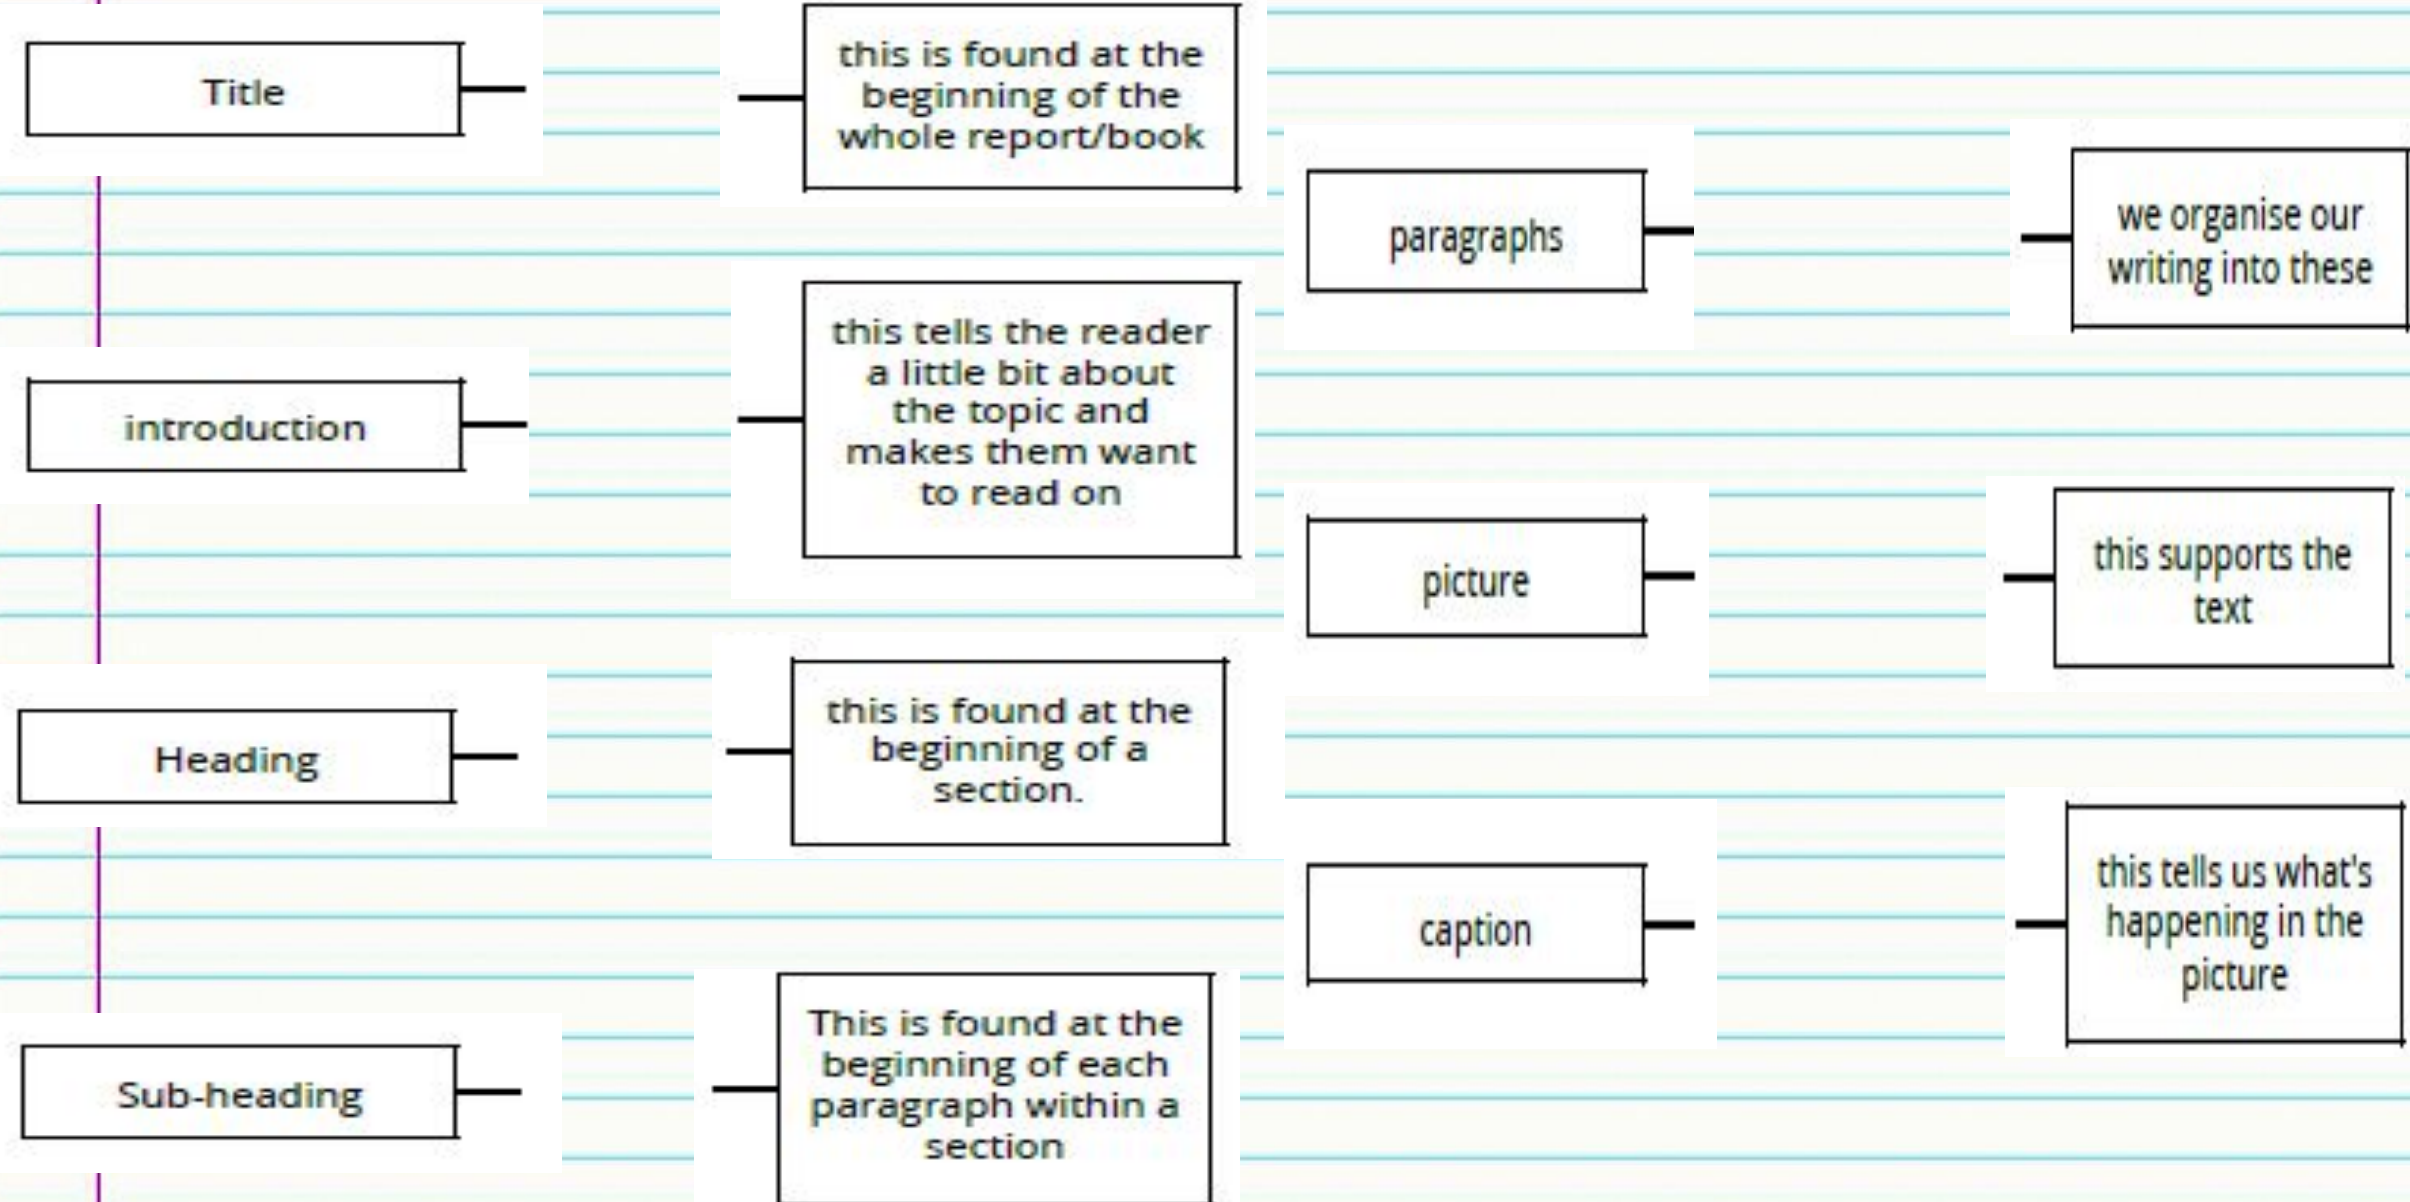 Title
this is found at the
beginning of the
whole report/book
introduction
this tells the reader
a little bit about
the topic and
makes them want
to read on
Heading
this is found at the
beginning of a
section.
Sub-heading
This is found at the
beginning of each
paragraph within a
section
paragraphs
we organise our
writing into these
picture
this supports the
text
caption
this tells us what's
happening in the
picture